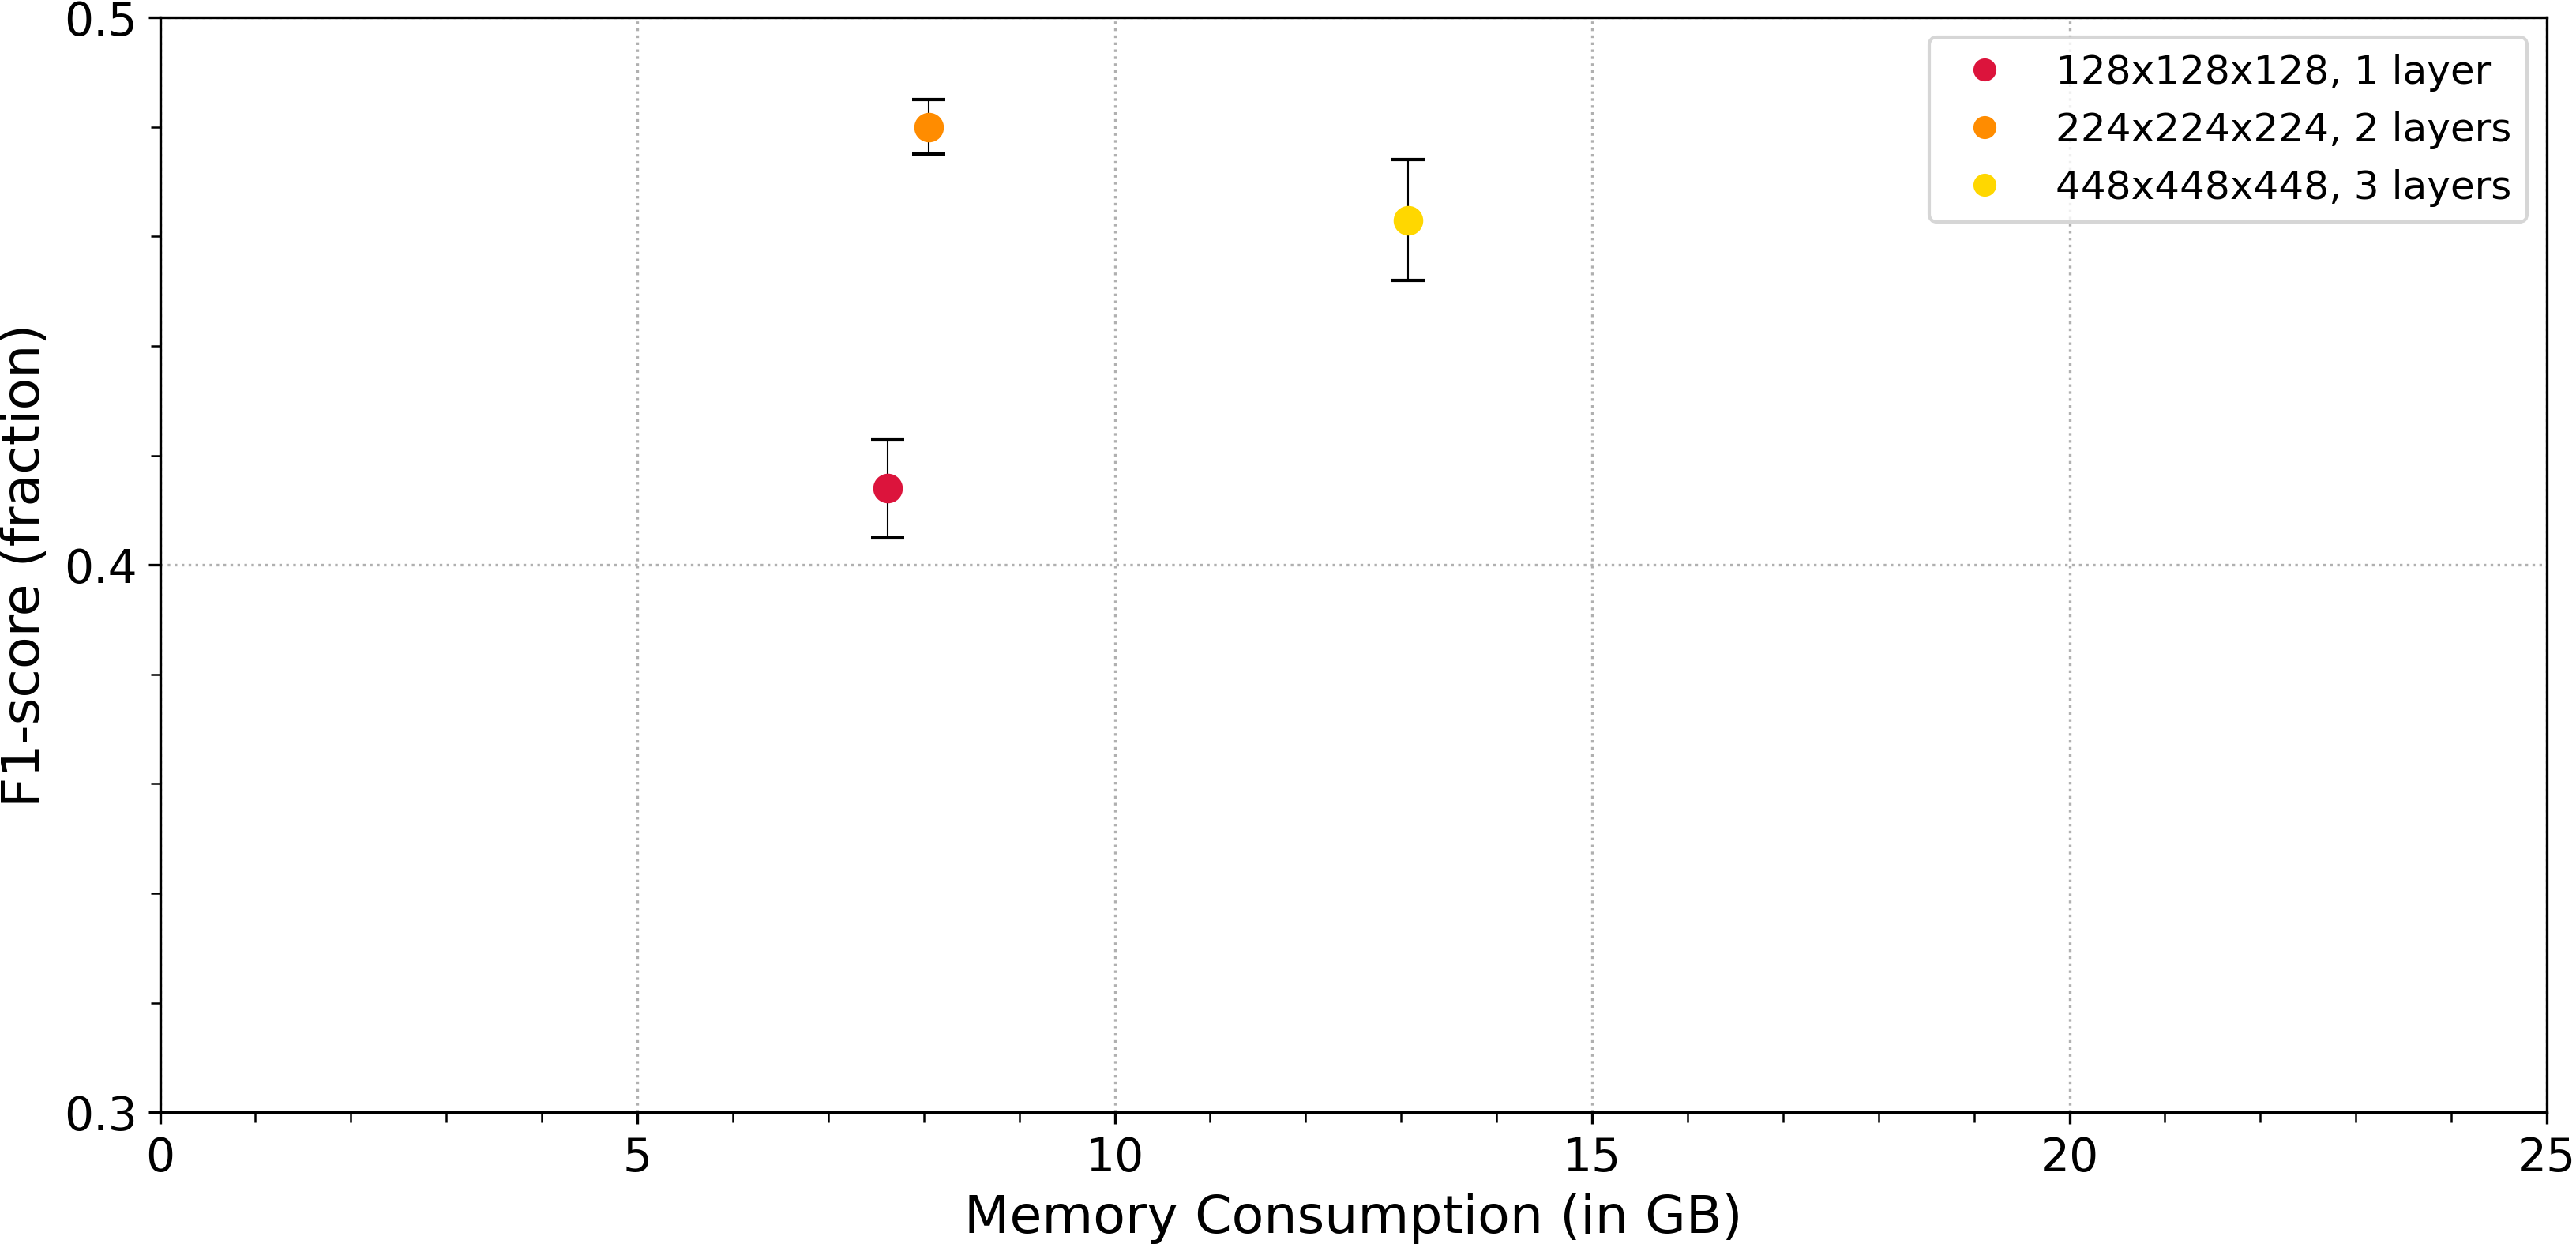 0.5
0.4
0.3
F1-score (fraction)
128x128x128, 1 layer
224x224x224, 2 layers
448x448x448, 3 layers
0 5 10 15 20 25
Memory Consumption (in GB)